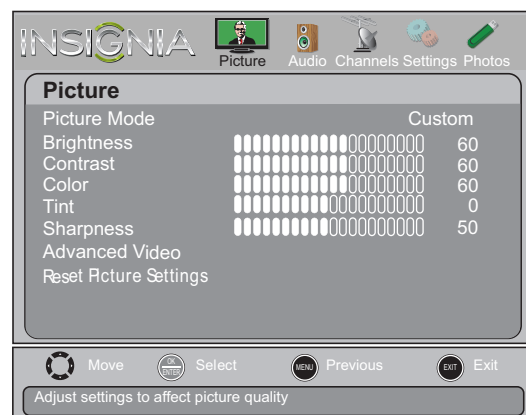 INSIGNIA
Picture Audio Channels Settings Photos
Picture
Picture Mode Custom
Brightness 60
Contrast 60
Color 60
Tint 0
Sharpness 50
Advanced Video
Reset Picture Settings
Move OK ENTER Select MENU Previous EXIT Exit
Adjust settings to affect picture quality